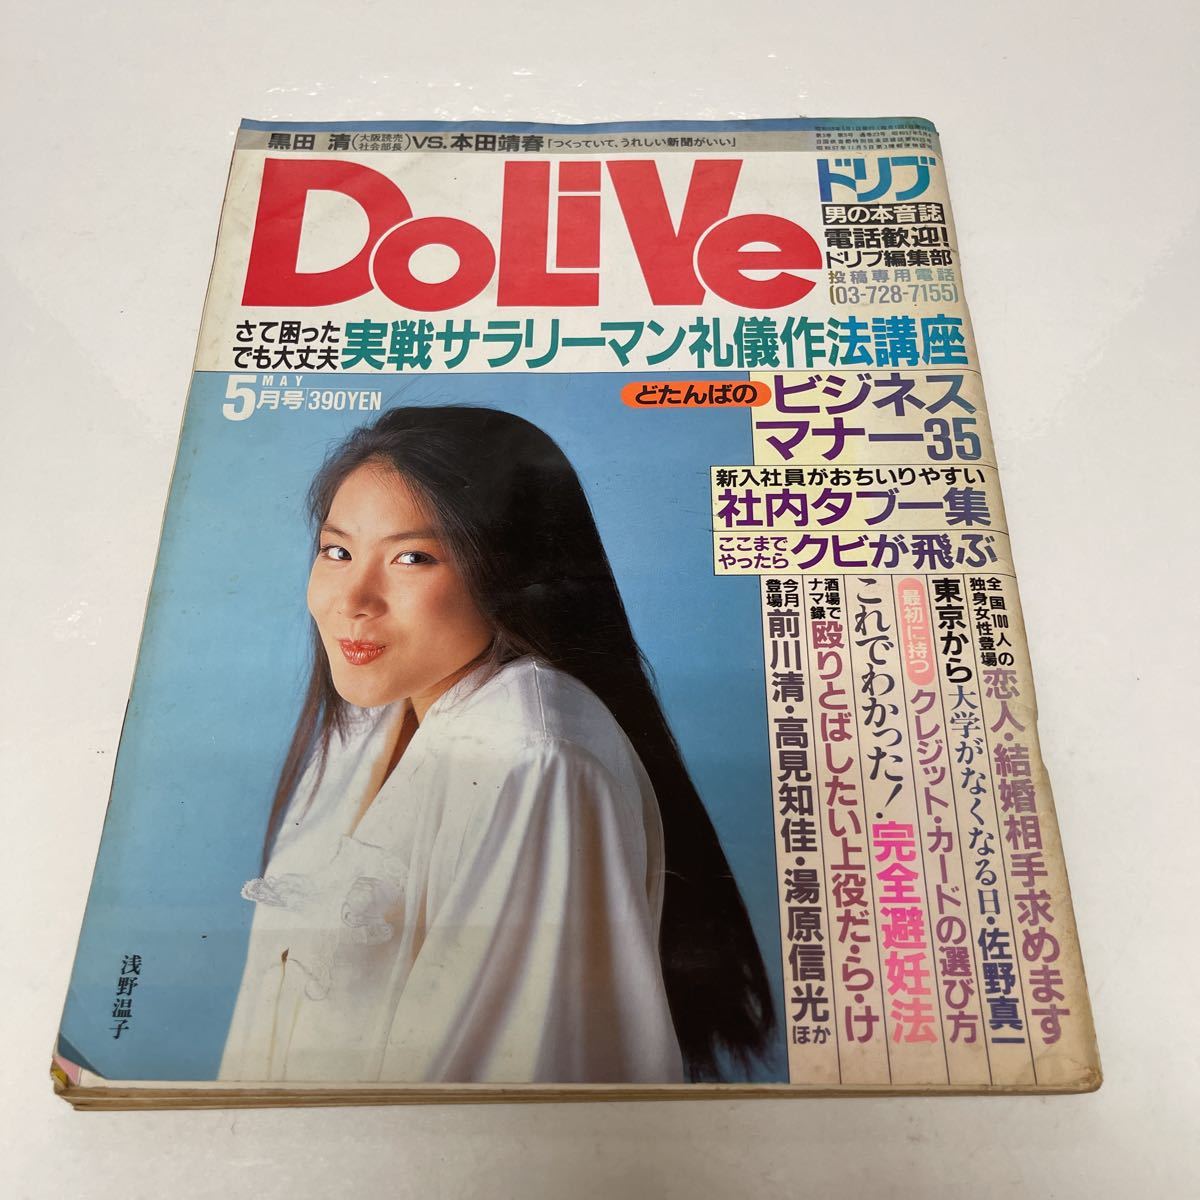 黒田 清(大阪読売社会部長)VS.本田靖春「つくっていて、うれしい新聞がいい」
DoLiVe
ドリブ
男の本音誌
電話歓迎!
ドリブ編集部
投稿専用電話
(03-728-7155)
さて困った
でも大丈夫
実戦サラリーマン礼儀作法講座
5月号
MAY
390YEN
どたんばの
ビジネス
マナー35
新入社員がおちいりやすい
社内タブー集
ここまで
やったら
クビが飛ぶ
全国100人の
独身女性登場
恋人・結婚相手求めます
東京から大学がなくなる日・佐野真一
最初に持つ クレジット・カードの選び方
これでわかった!完全避妊法
酒場で
ナマ録
殴りとばしたい上役だ・ら・け
今月
登場
前川清・高見知佳・湯原信光ほか
浅野温子